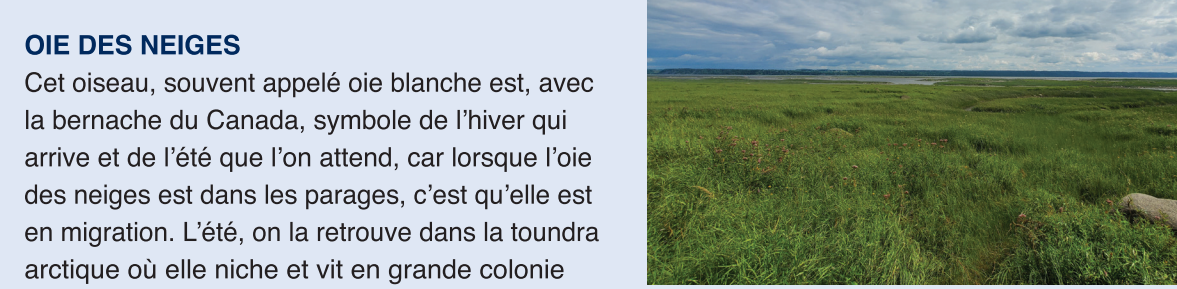 OIE DES NEIGES
Cet oiseau, souvent appelé oie blanche est, avec
la bernache du Canada, symbole de l’hiver qui
arrive et de l’été que l’on attend, car lorsque l’oie
des neiges est dans les parages, c’est qu’elle est
en migration. L’été, on la retrouve dans la toundra
arctique où elle niche et vit en grande colonie